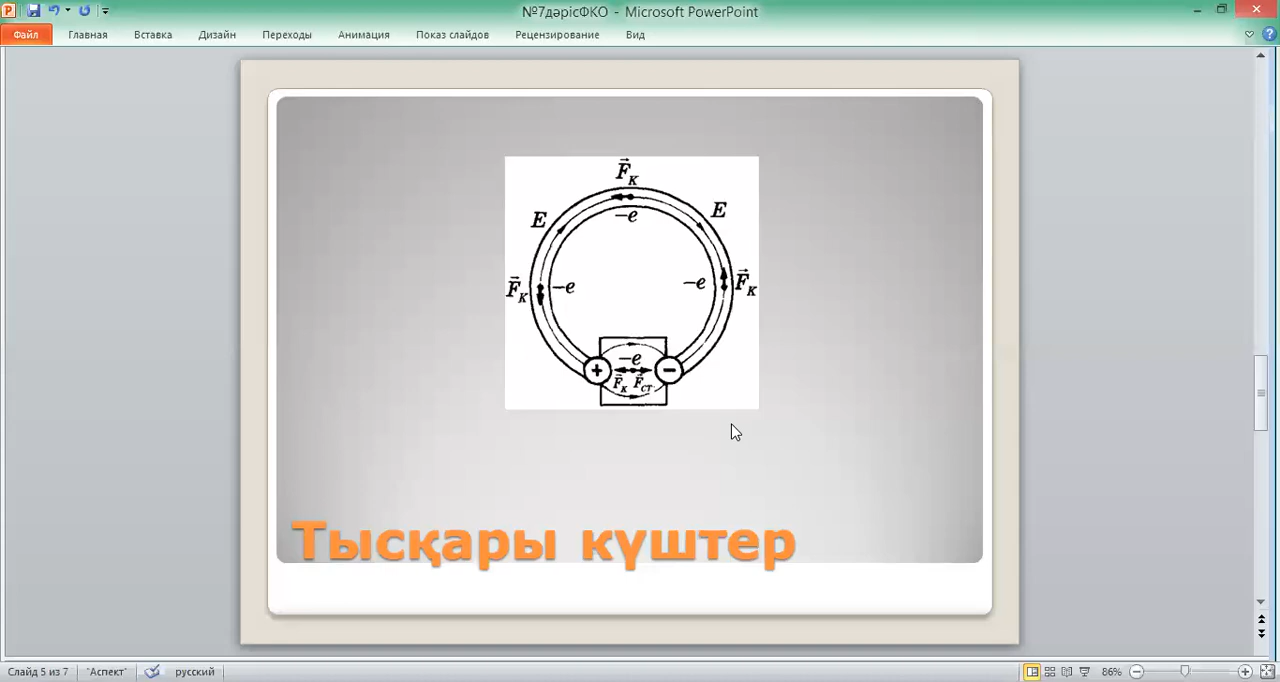 №7дәрісФКО - Microsoft PowerPoint
Файл Главная Вставка Дизайн Переходы Анимация Показ слайдов Рецензирование Вид
F⃗к
E –e E
F⃗к –e –e F⃗к
–e
+ –
F⃗к F⃗ст
Тысқары күштер
Слайд 5 из 7 "Аспект" русский 86%